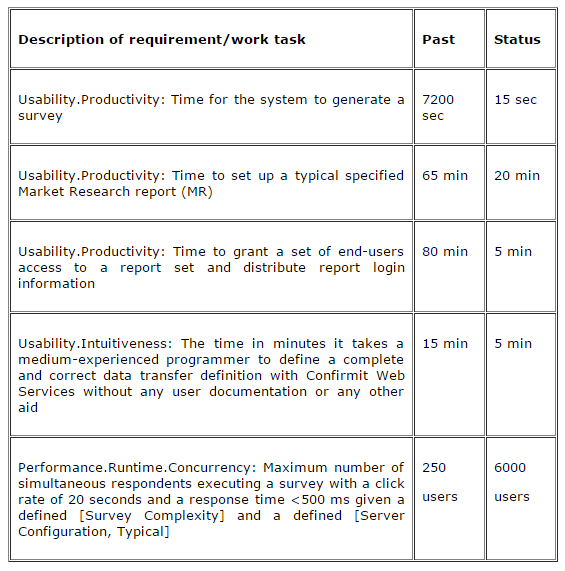 Description of requirement/work task Past Status
Usability.Productivity: Time for the system to generate a 7200 15 sec
survey sec
Usability.Productivity: Time to set up a typical specified 65 min 20 min
Market Research report (MR)
Usability.Productivity: Time to grant a set of end-users 80 min 5 min
access to a report set and distribute report login
information
Usability.Intuitiveness: The time in minutes it takes a 15 min 5 min
medium-experienced programmer to define a complete
and correct data transfer definition with Confirmit Web
Services without any user documentation or any other
aid
Performance.Runtime.Concurrency: Maximum number of 250 6000
simultaneous respondents executing a survey with a click
rate of 20 seconds and a response time <500 ms given a users users
defined [Survey Complexity] and a defined [Server
Configuration, Typical]